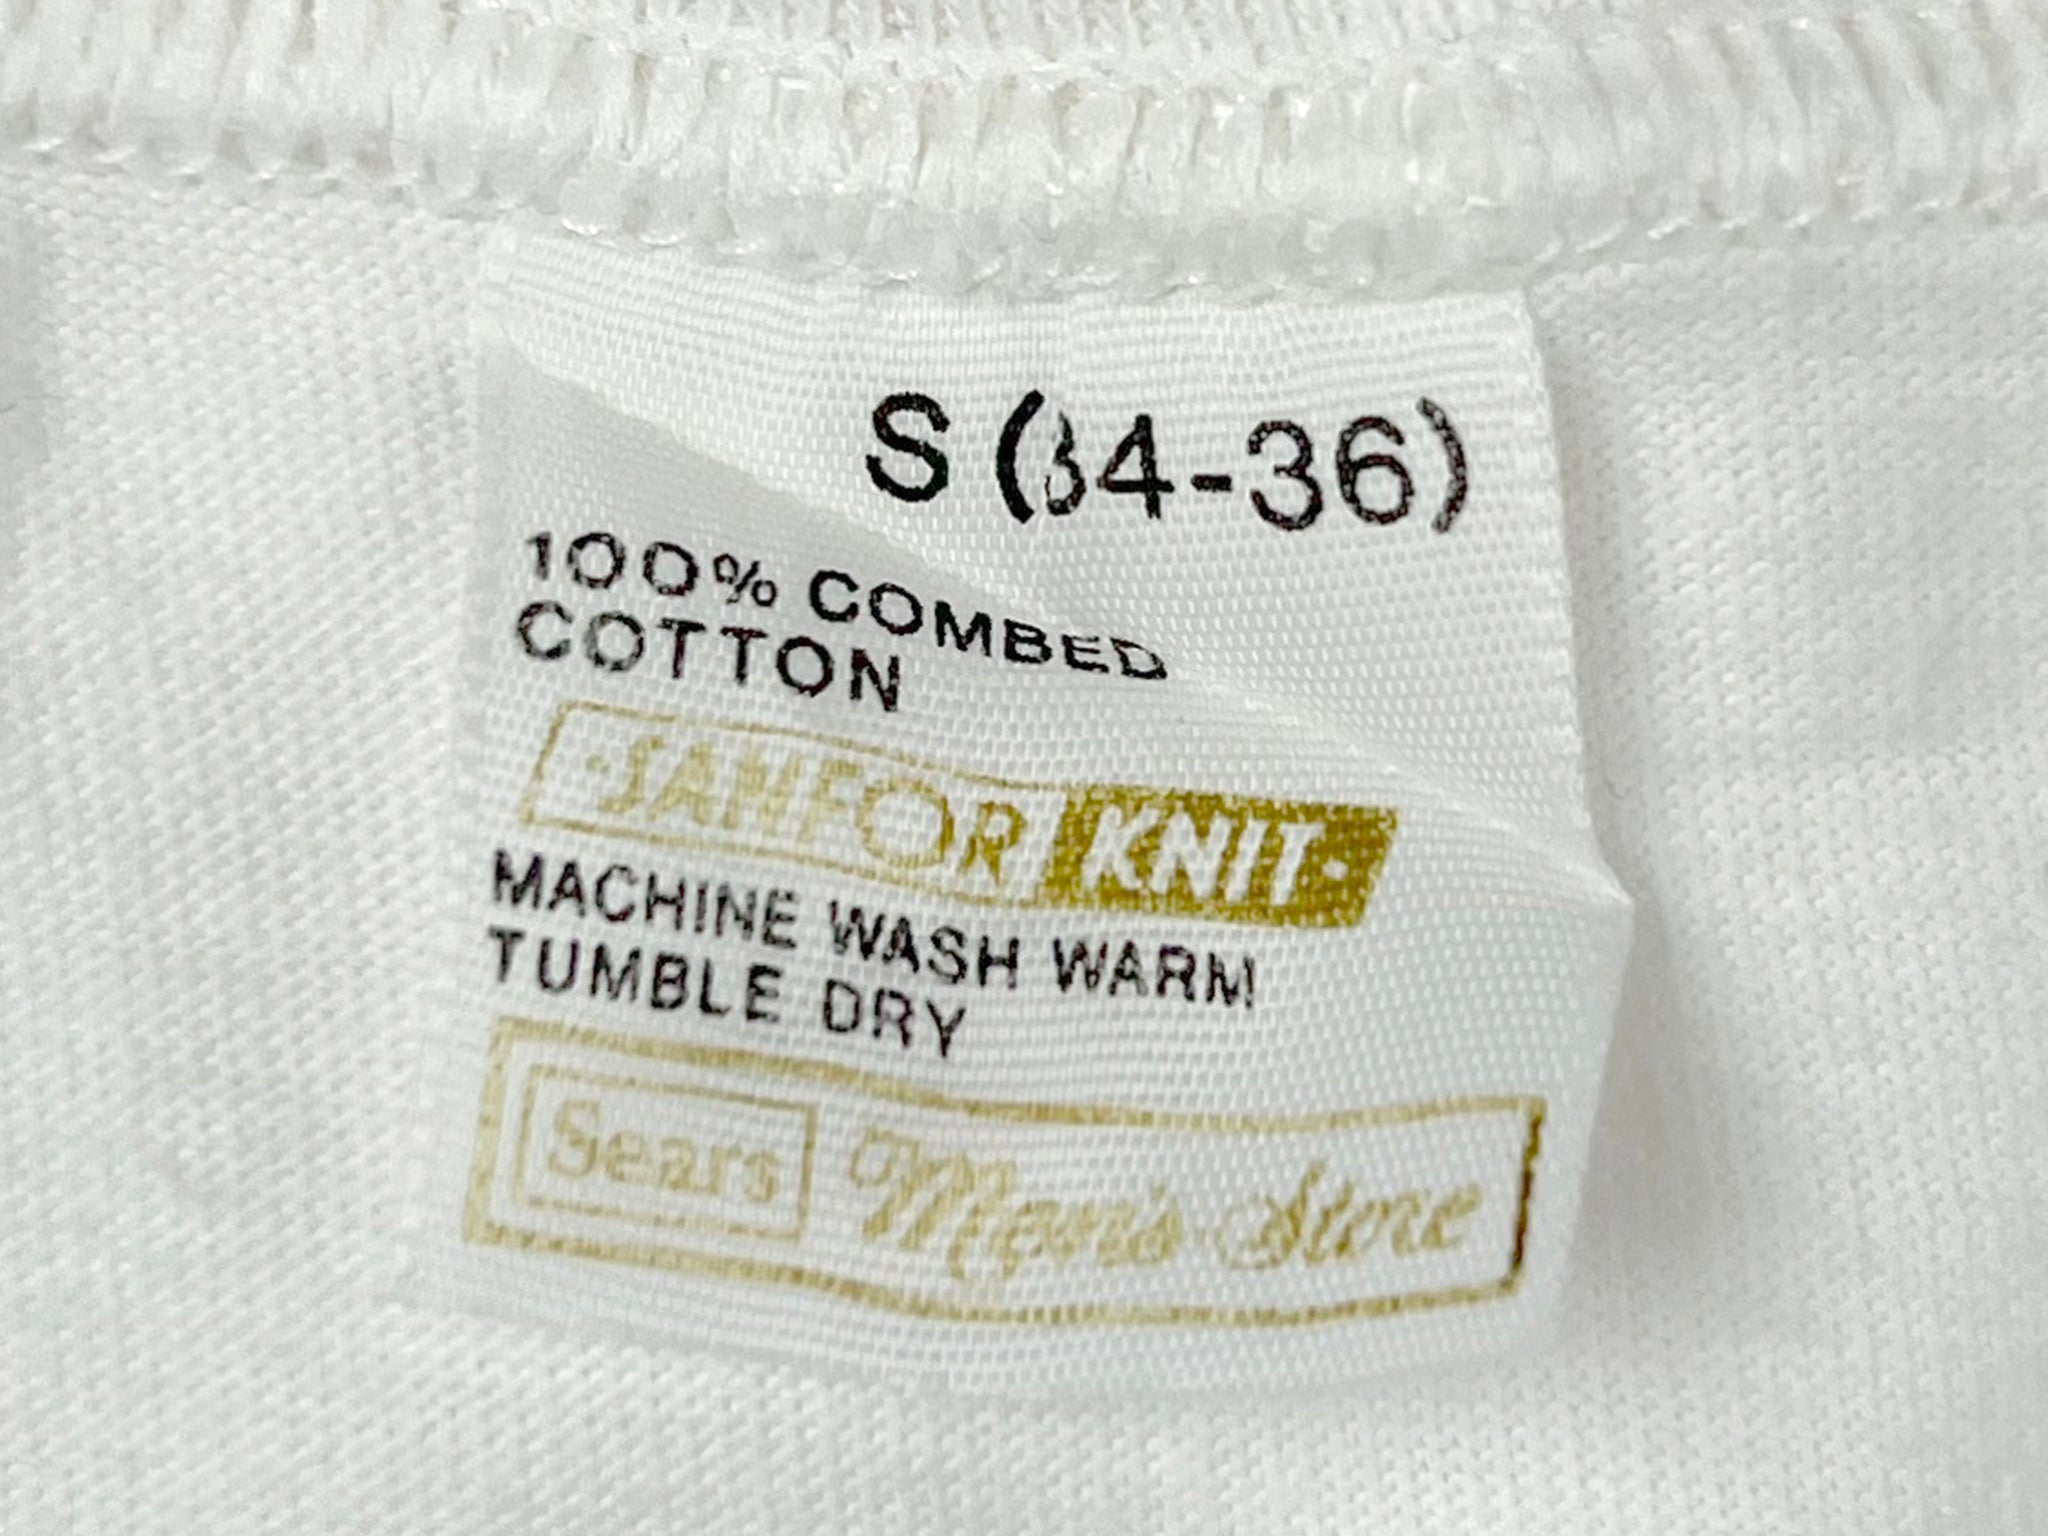 S (34-36)
100% COMBED
COTTON
·SANFOR KNIT·
MACHINE WASH WARM
TUMBLE DRY
Sears Men's Store